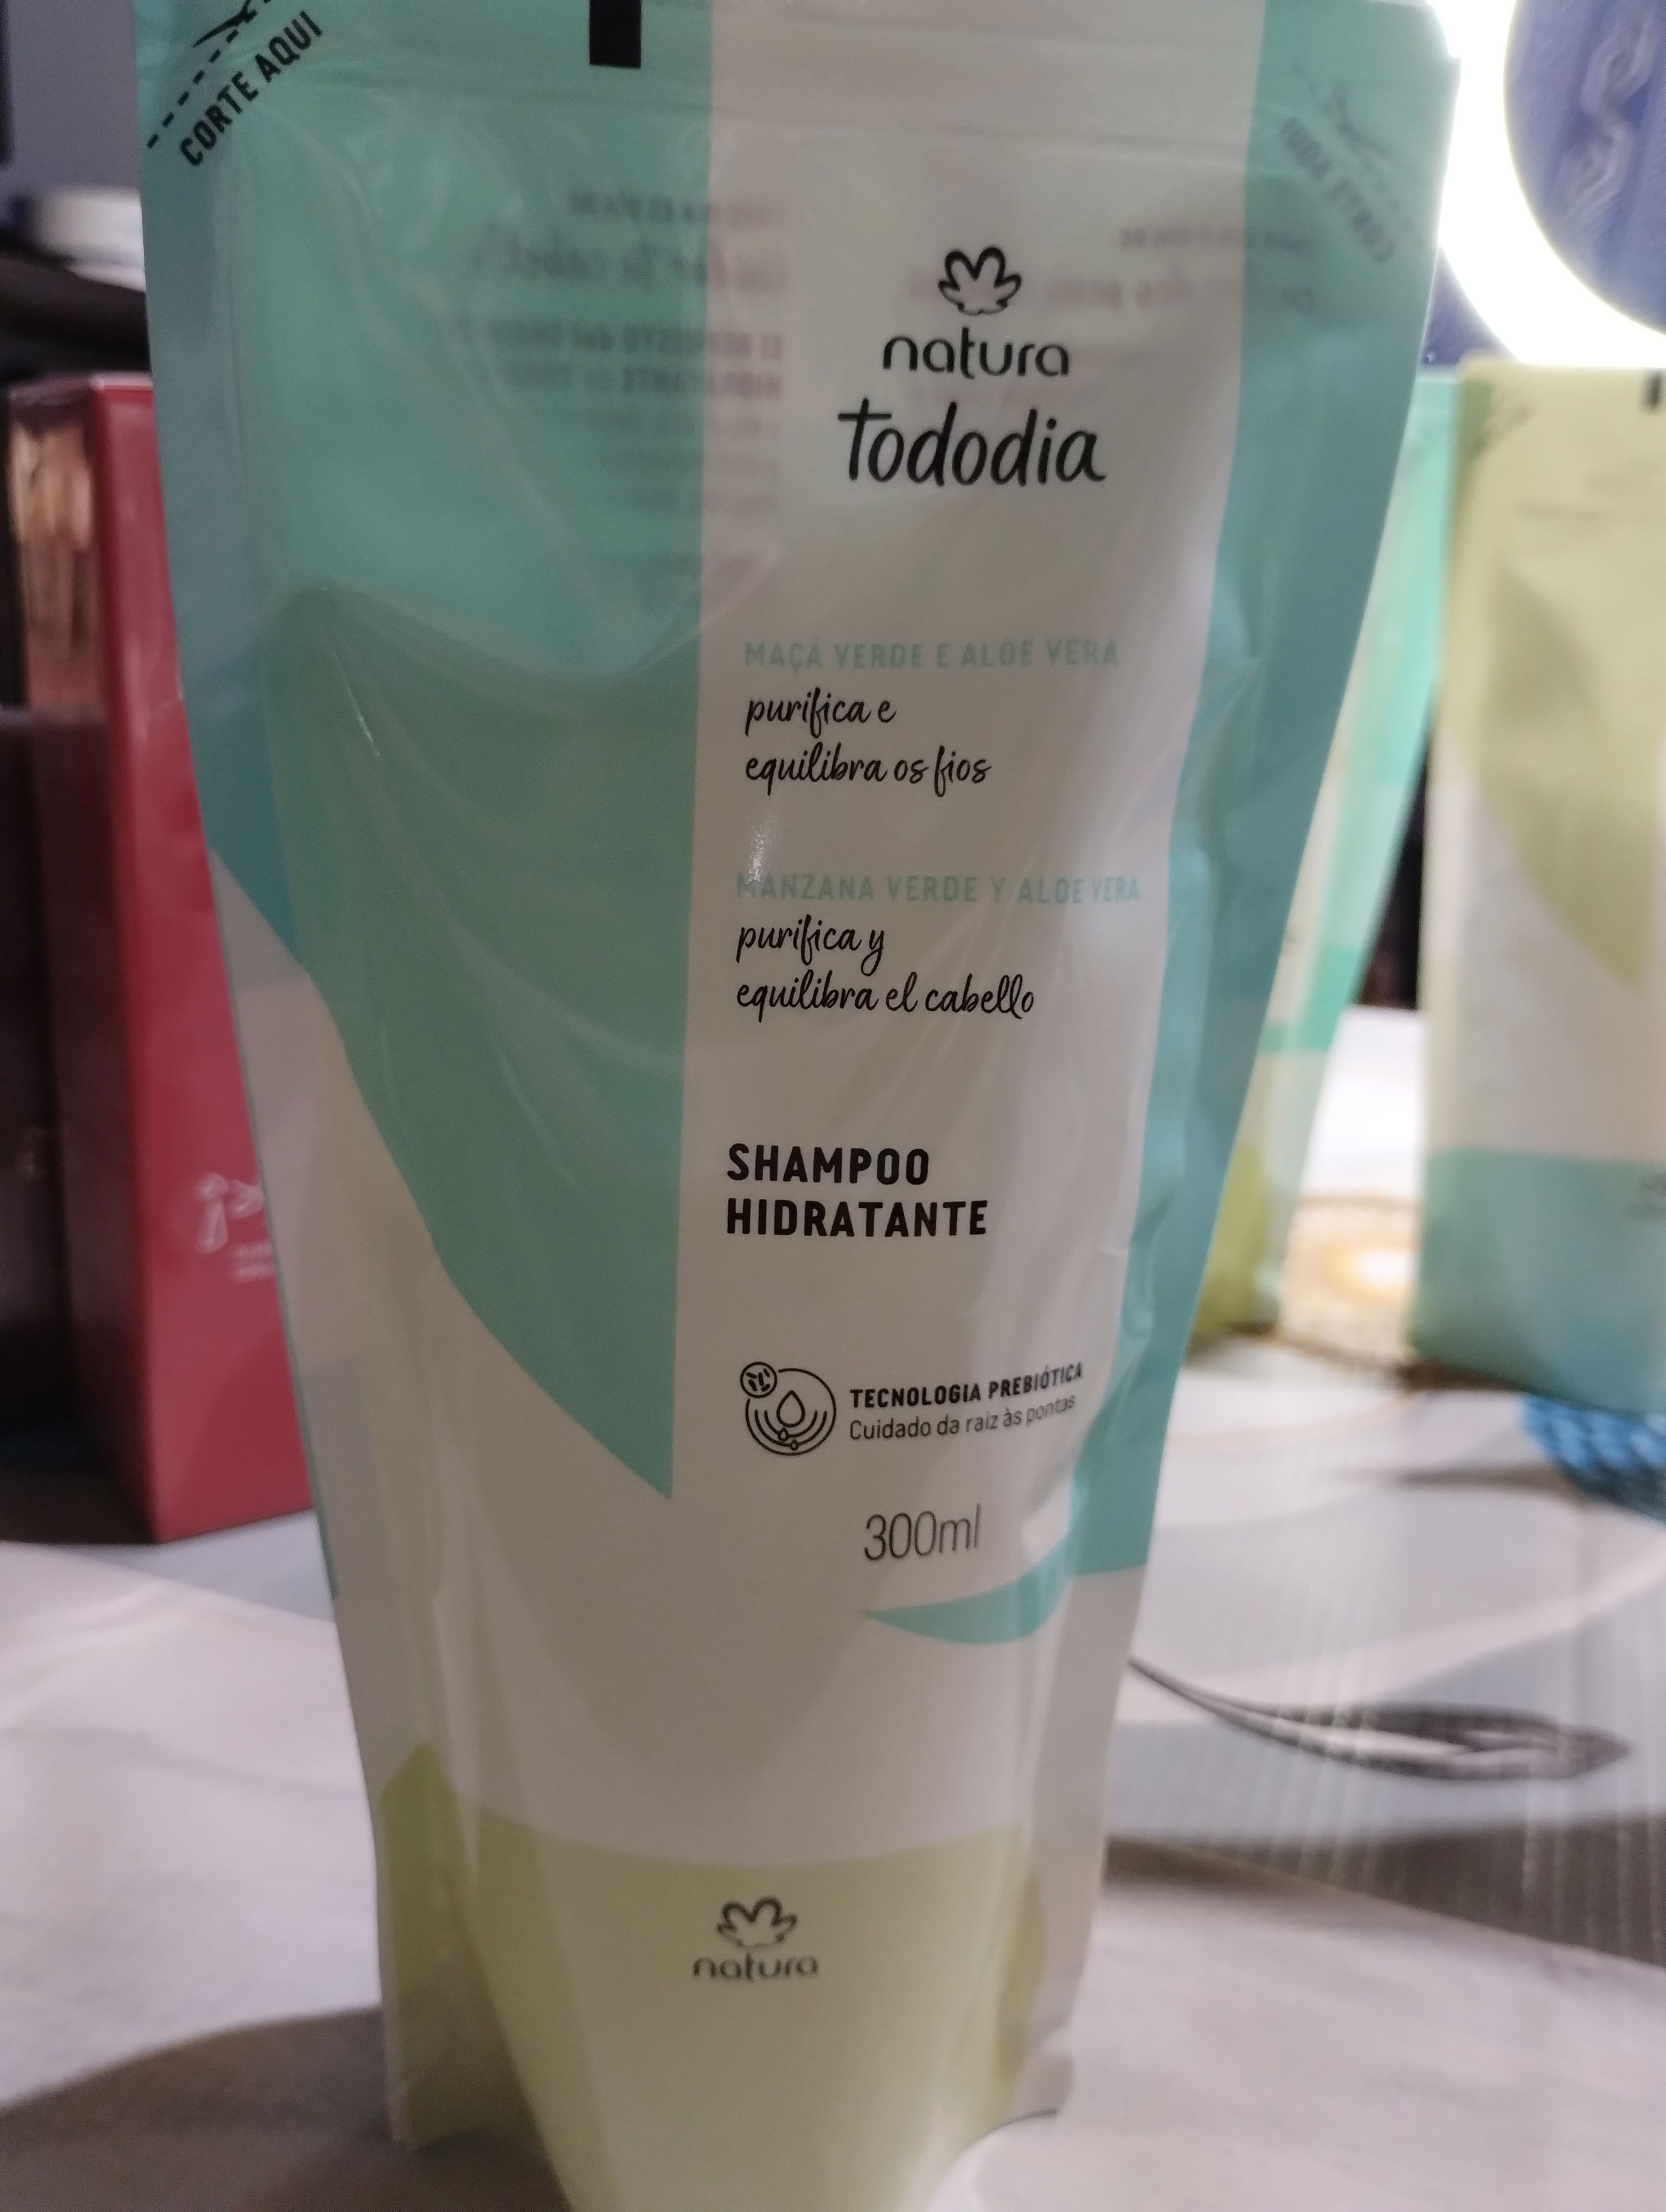 CORTE AQUI
natura
tododia
MAÇÃ VERDE E ALOE VERA
purifica e
equilibra os fios
MANZANA VERDE Y ALOE VERA
purifica y
equilibra el cabello
SHAMPOO
HIDRATANTE
TECNOLOGIA PREBIÓTICA
Cuidado da raiz às pontas
300ml
natura